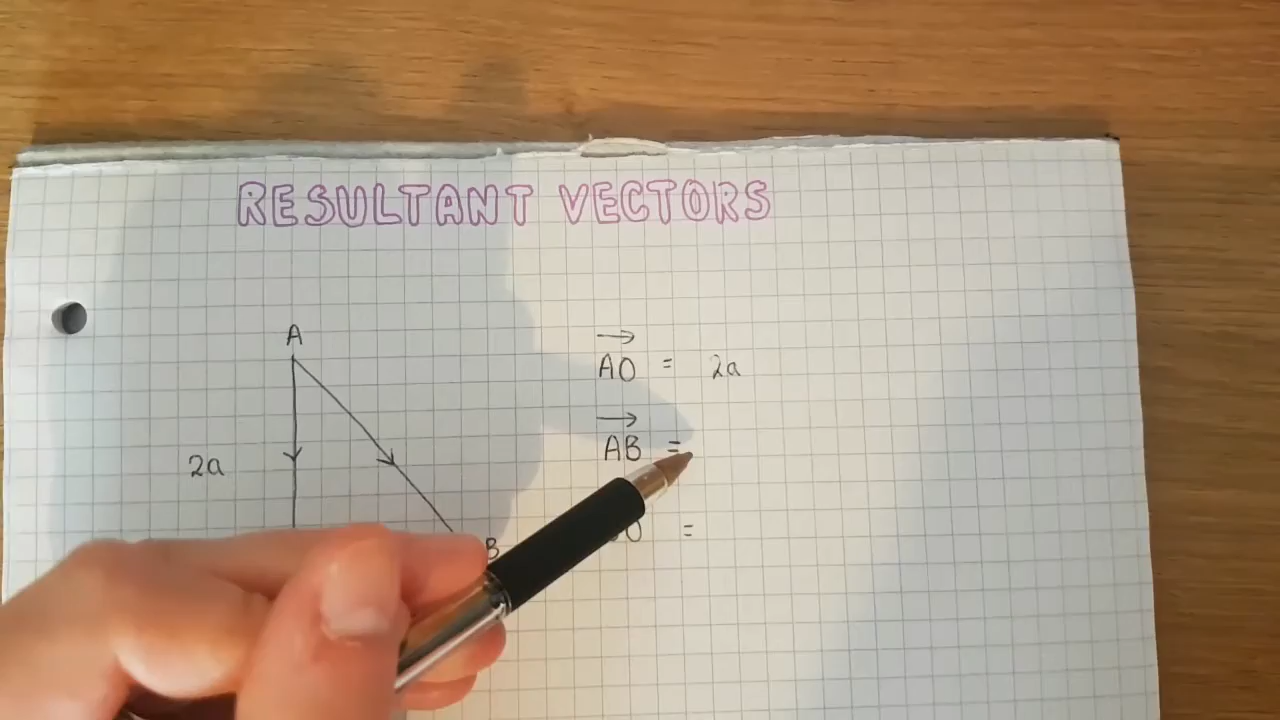 RESULTANT VECTORS
A
AO = 2a
AB =
2a
O =
B